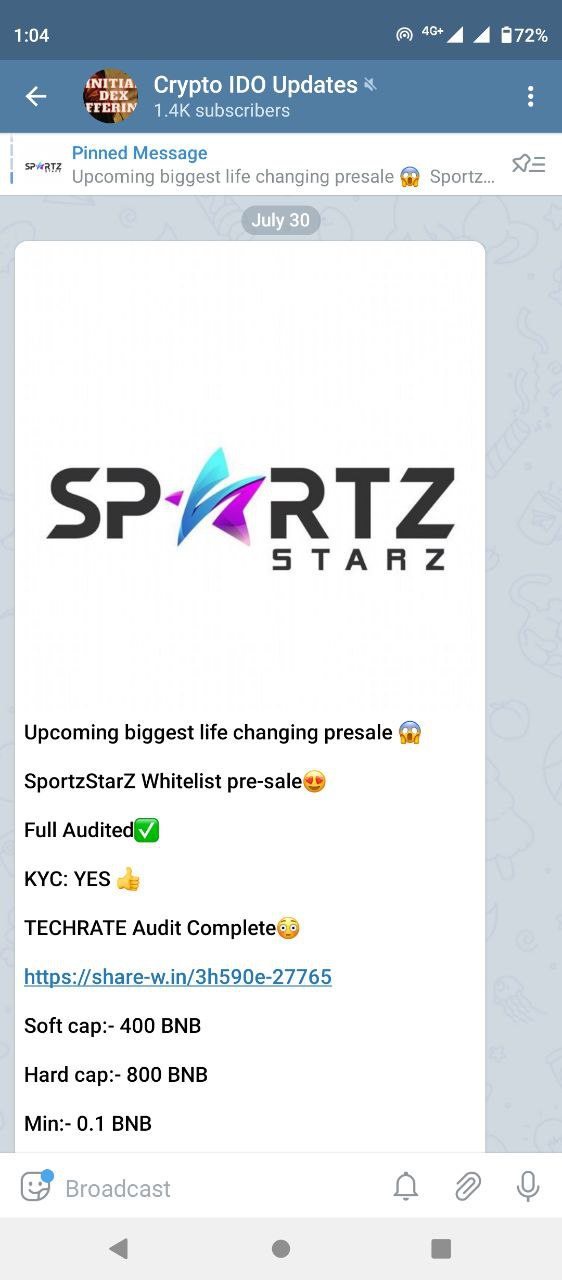 1:04
4G+
72%
INITIA
DEX
FFERIN
Crypto IDO Updates
1.4K subscribers
SPORTZ
Pinned Message
Upcoming biggest life changing presale 😱 Sportz...
July 30
SPORTZ
STARZ
Upcoming biggest life changing presale 😱
SportzStarZ Whitelist pre-sale😍
Full Audited✅
KYC: YES 👍
TECHRATE Audit Complete😳
https://share-w.in/3h590e-27765
Soft cap:- 400 BNB
Hard cap:- 800 BNB
Min:- 0.1 BNB
Broadcast